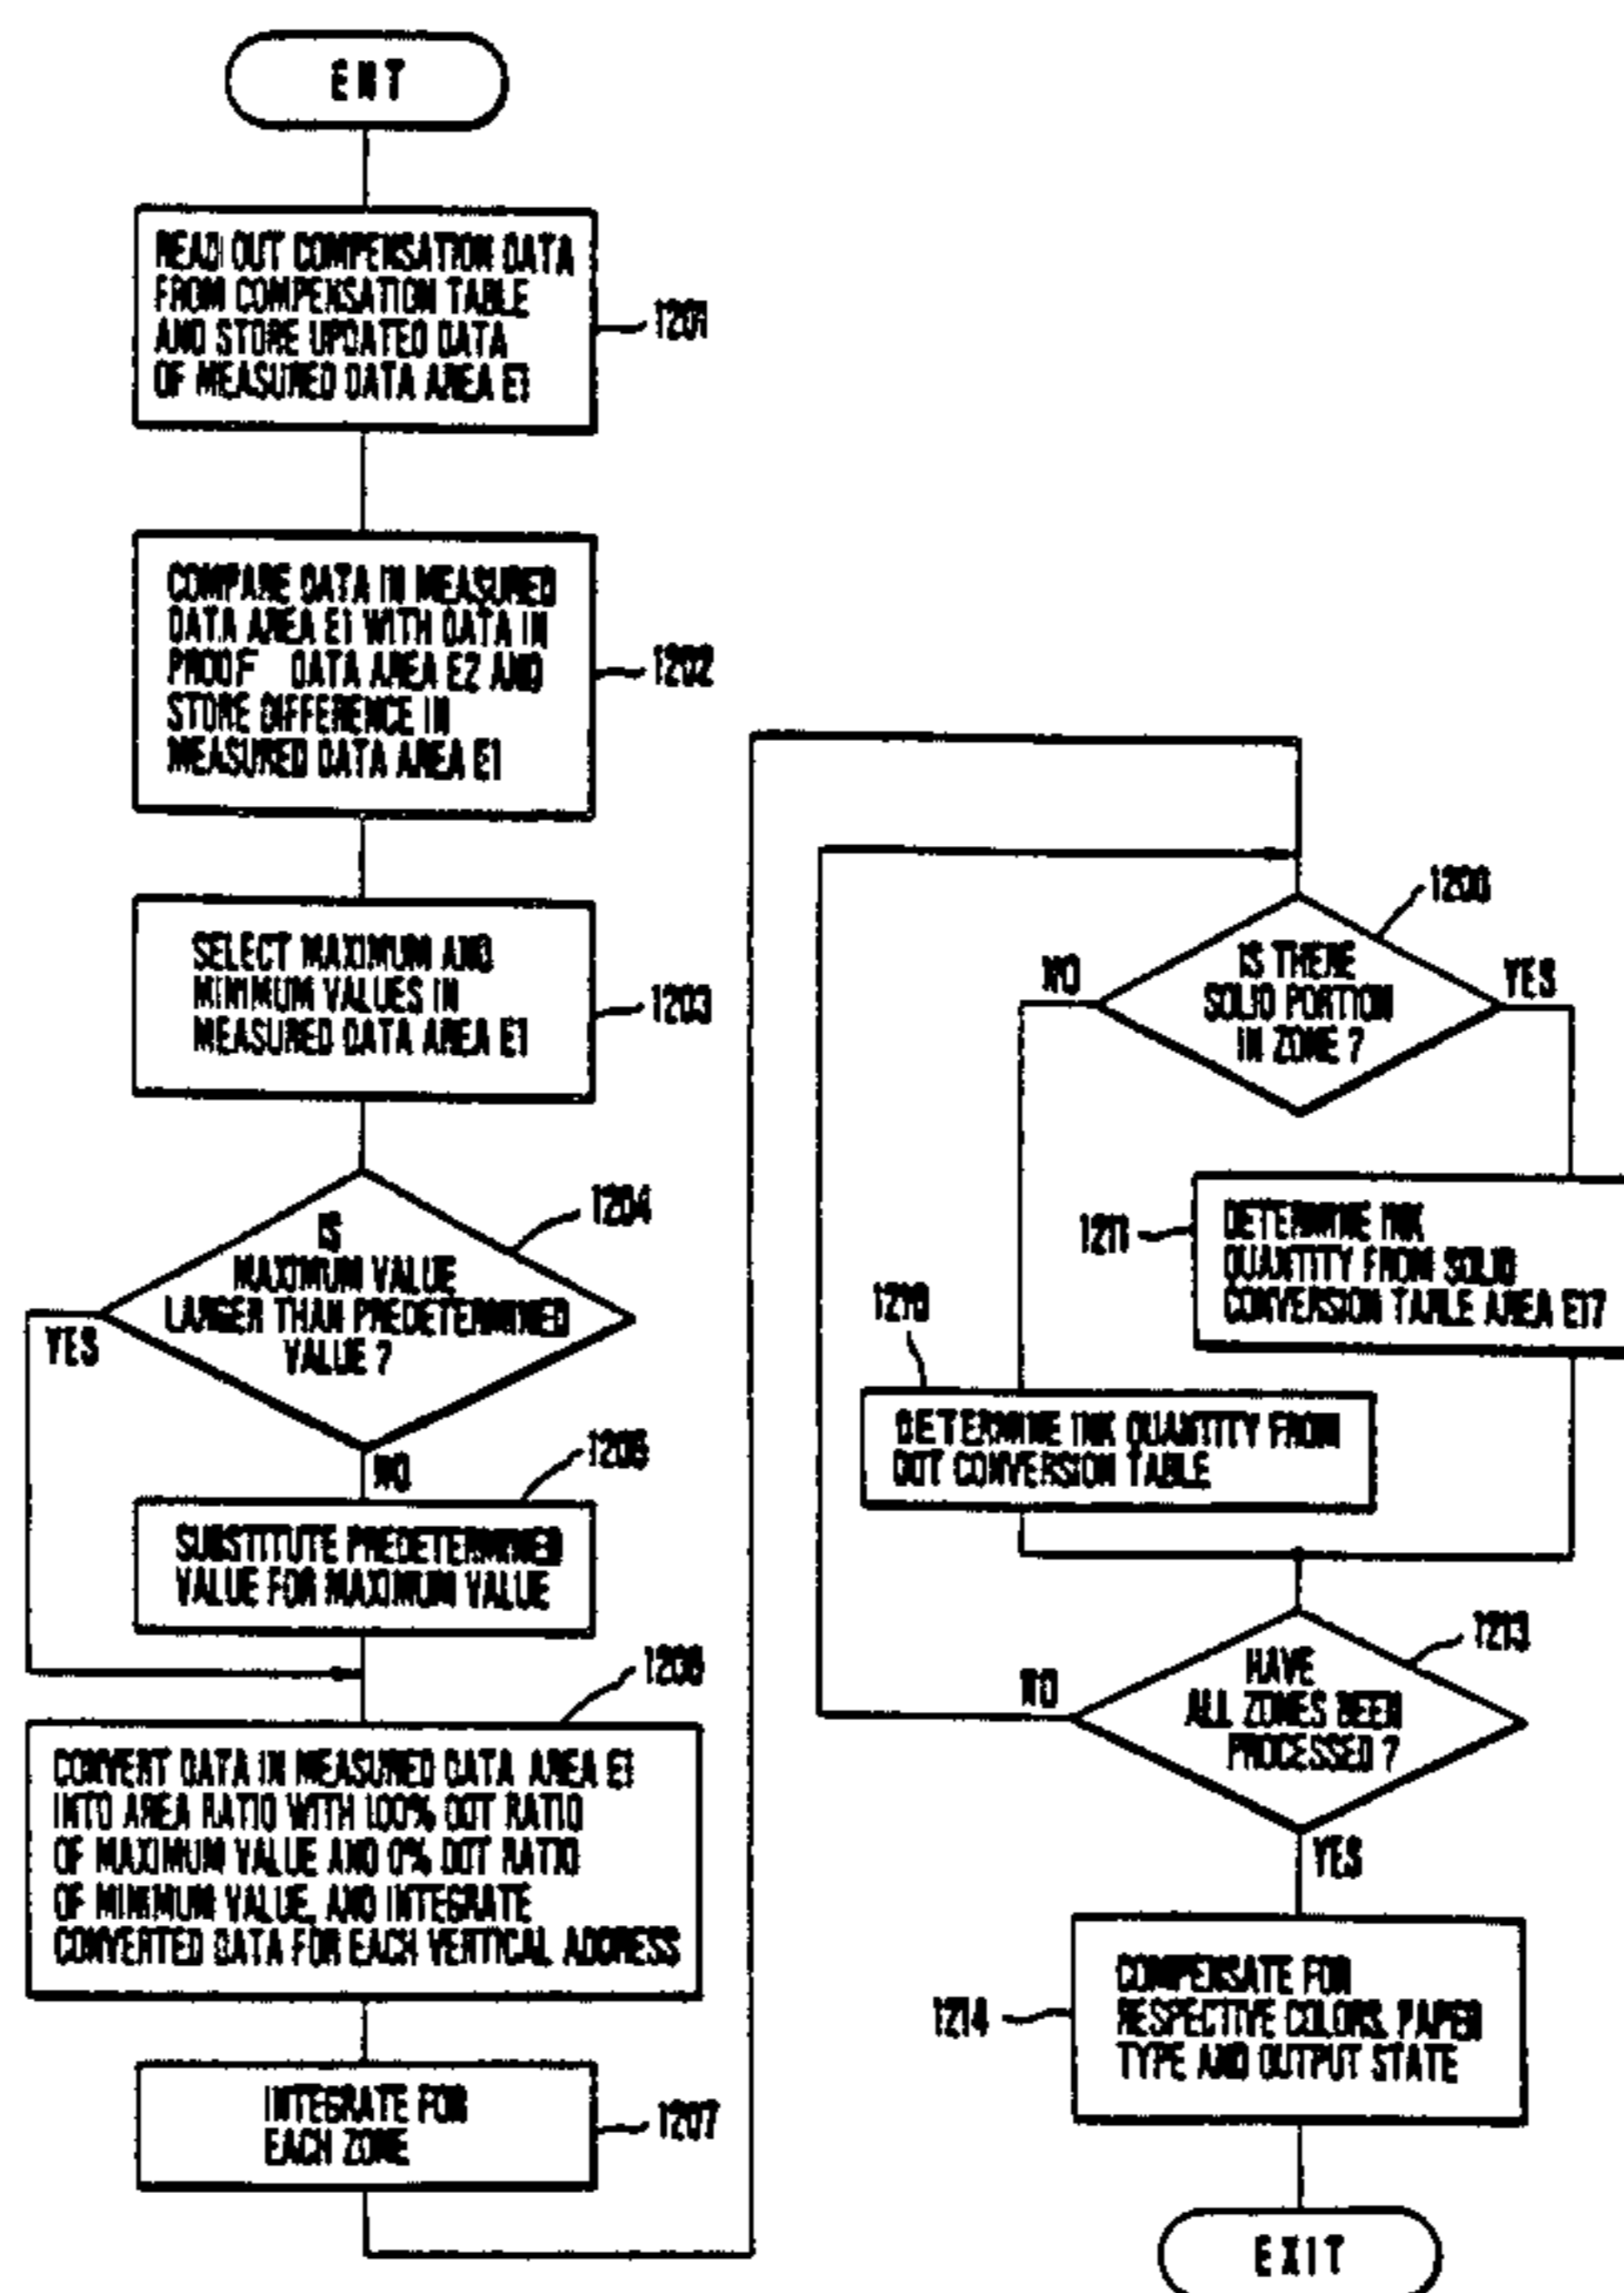 ENT
READ OUT COMPENSATION DATA
FROM COMPENSATION TABLE
AND STORE UPDATED DATA
OF MEASURED DATA AREA E1
1201
COMPARE DATA IN MEASURED
DATA AREA E1 WITH DATA IN
PROOF DATA AREA E2 AND
STORE DIFFERENCE IN
MEASURED DATA AREA E1
1202
SELECT MAXIMUM AND
MINIMUM VALUES IN
MEASURED DATA AREA E1
1203
IS
MAXIMUM VALUE
LARGER THAN PREDETERMINED
VALUE ?
1204
YES
NO
1205
SUBSTITUTE PREDETERMINED
VALUE FOR MAXIMUM VALUE
1206
CONVERT DATA IN MEASURED DATA AREA E1
INTO AREA RATIO WITH 100% DOT RATIO
OF MAXIMUM VALUE AND 0% DOT RATIO
OF MINIMUM VALUE, AND INTEGRATE
CONVERTED DATA FOR EACH VERTICAL ADDRESS
INTEGRATE FOR
EACH ZONE
1207
IS THERE
SOLID PORTION
IN ZONE ?
NO
YES
1211
DETERMINE INK
QUANTITY FROM SOLID
CONVERSION TABLE AREA E17
1210
DETERMINE INK QUANTITY FROM
DOT CONVERSION TABLE
1213
HAVE
ALL ZONES BEEN
PROCESSED ?
NO
YES
1214
COMPENSATE FOR
RESPECTIVE COLORS, PAPER
TYPE AND OUTPUT STATE
EXIT